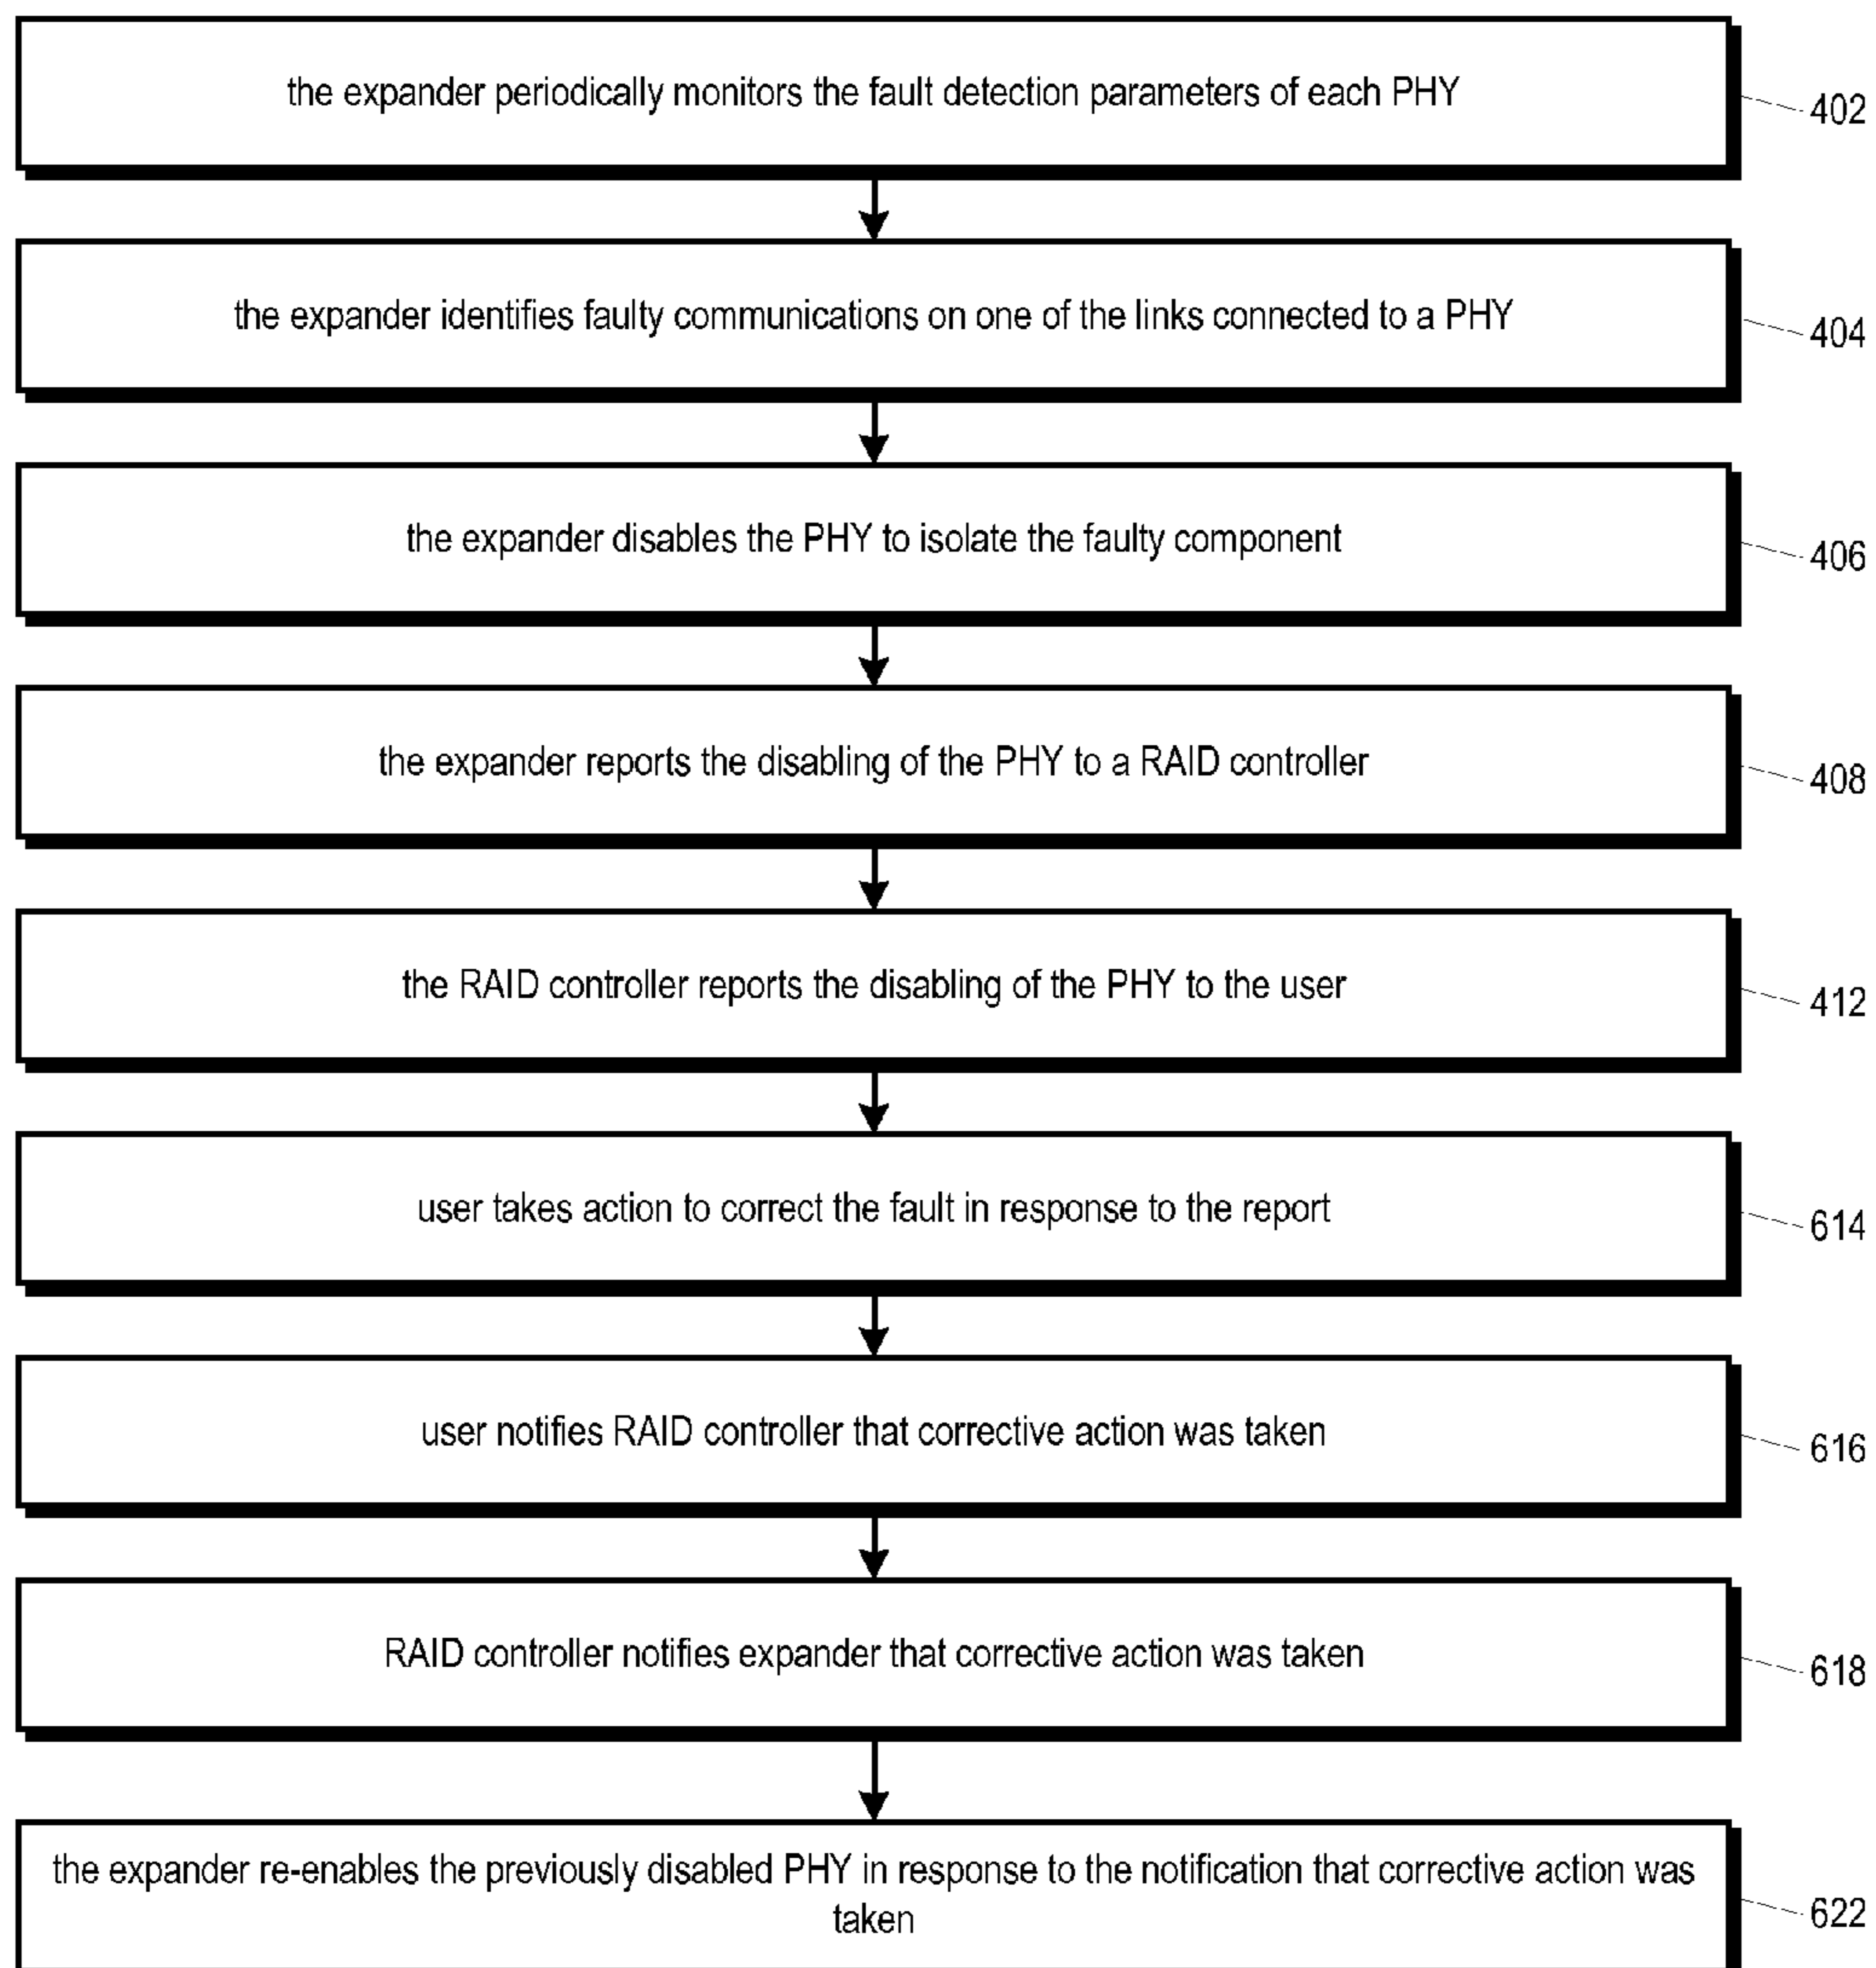 the expander periodically monitors the fault detection parameters of each PHY
402
the expander identifies faulty communications on one of the links connected to a PHY
404
the expander disables the PHY to isolate the faulty component
406
the expander reports the disabling of the PHY to a RAID controller
408
the RAID controller reports the disabling of the PHY to the user
412
user takes action to correct the fault in response to the report
614
user notifies RAID controller that corrective action was taken
616
RAID controller notifies expander that corrective action was taken
618
the expander re-enables the previously disabled PHY in response to the notification that corrective action was
taken
622